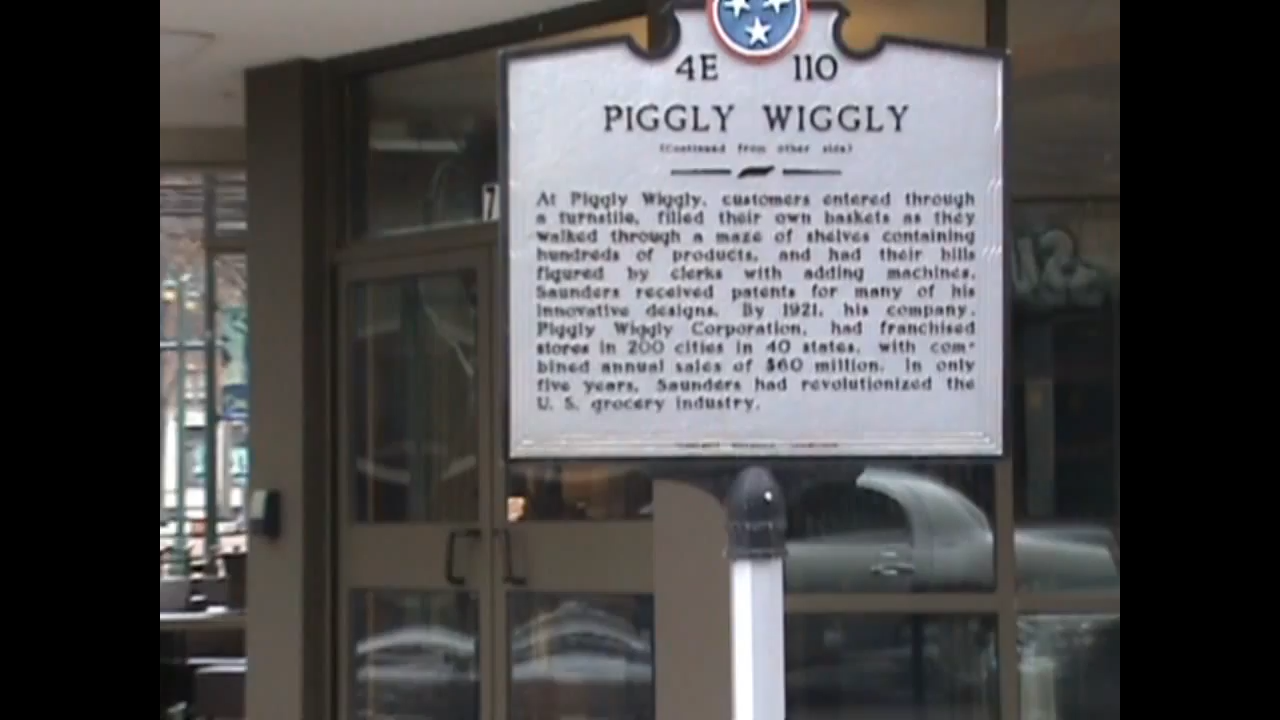 4E 110
PIGGLY WIGGLY
(Continued from other side)
At Piggly Wiggly, customers entered through
a turnstile, filled their own baskets as they
walked through a maze of shelves containing
hundreds of products, and had their bills
figured by clerks with adding machines.
Saunders received patents for many of his
innovative designs. By 1921, his company,
Piggly Wiggly Corporation, had franchised
stores in 200 cities in 40 states, with com-
bined annual sales of $60 million. In only
five years, Saunders had revolutionized the
U. S. grocery industry.
7